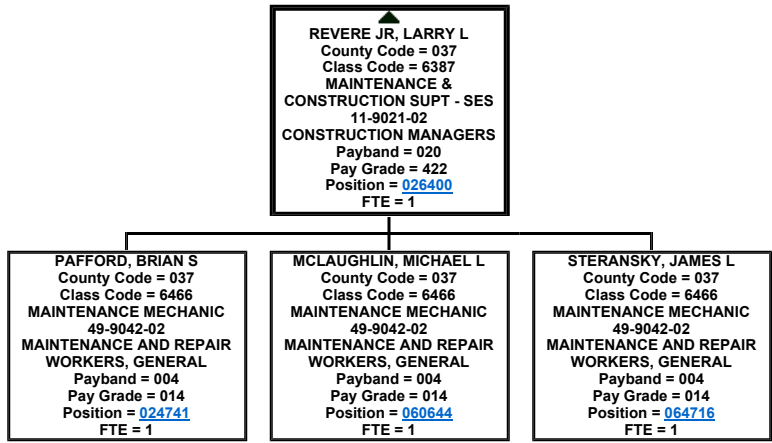 REVERE JR, LARRY L
County Code = 037
Class Code = 6387
MAINTENANCE &
CONSTRUCTION SUPT - SES
11-9021-02
CONSTRUCTION MANAGERS
Payband = 020
Pay Grade = 422
Position = 026400
FTE = 1
PAFFORD, BRIAN S
County Code = 037
Class Code = 6466
MAINTENANCE MECHANIC
49-9042-02
MAINTENANCE AND REPAIR
WORKERS, GENERAL
Payband = 004
Pay Grade = 014
Position = 024741
FTE = 1
MCLAUGHLIN, MICHAEL L
County Code = 037
Class Code = 6466
MAINTENANCE MECHANIC
49-9042-02
MAINTENANCE AND REPAIR
WORKERS, GENERAL
Payband = 004
Pay Grade = 014
Position = 060644
FTE = 1
STERANSKY, JAMES L
County Code = 037
Class Code = 6466
MAINTENANCE MECHANIC
49-9042-02
MAINTENANCE AND REPAIR
WORKERS, GENERAL
Payband = 004
Pay Grade = 014
Position = 064716
FTE = 1